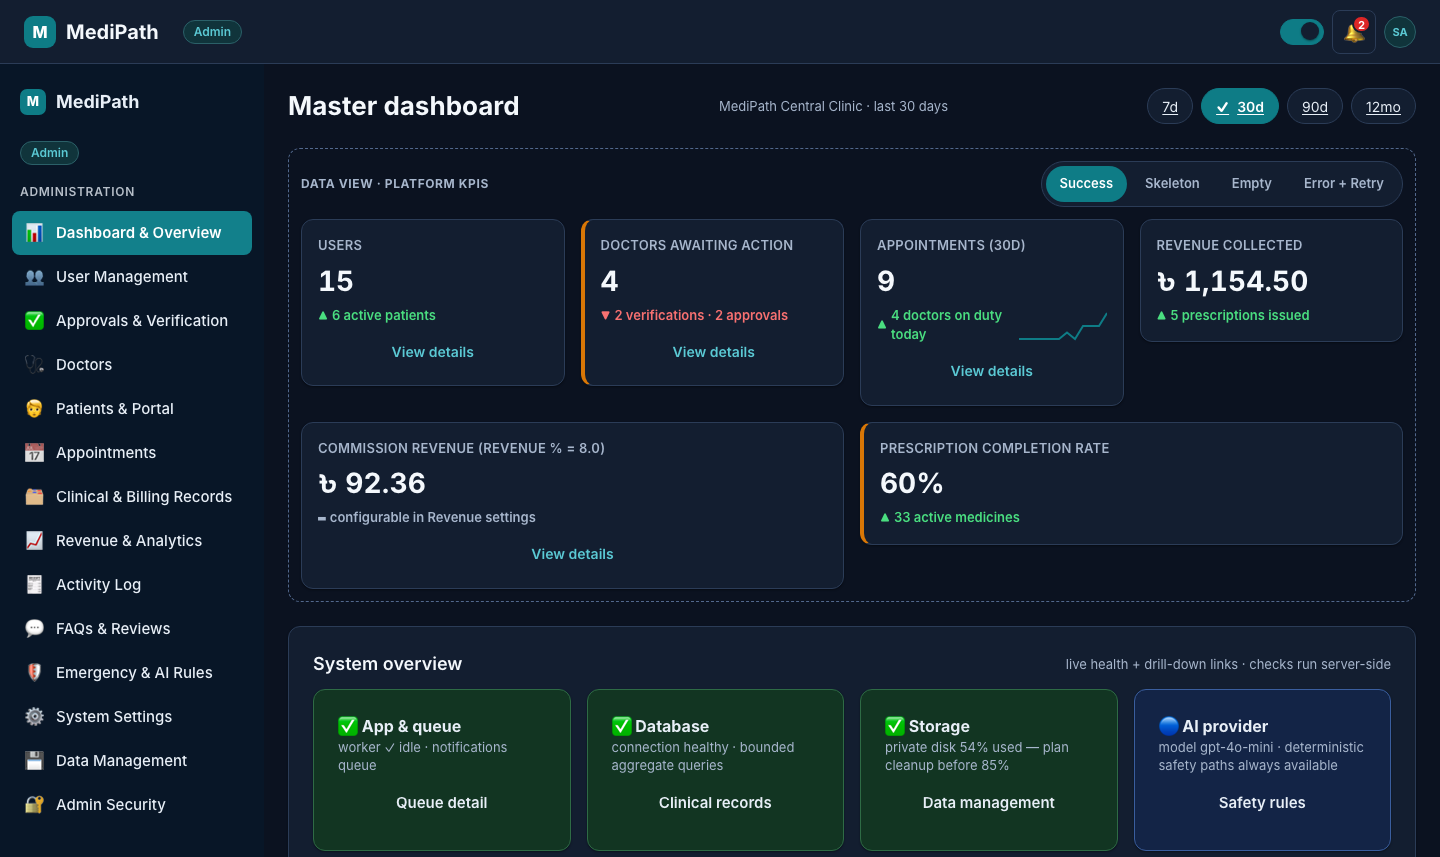 M MediPath Admin
2
SA
M MediPath
Admin
ADMINISTRATION
Dashboard & Overview
User Management
Approvals & Verification
Doctors
Patients & Portal
Appointments
Clinical & Billing Records
Revenue & Analytics
Activity Log
FAQs & Reviews
Emergency & AI Rules
System Settings
Data Management
Admin Security
Master dashboard
MediPath Central Clinic · last 30 days
7d ✓ 30d 90d 12mo
DATA VIEW · PLATFORM KPIS
Success Skeleton Empty Error + Retry
USERS
15
▲ 6 active patients
View details
DOCTORS AWAITING ACTION
4
▼ 2 verifications · 2 approvals
View details
APPOINTMENTS (30D)
9
▲ 4 doctors on duty
today
View details
REVENUE COLLECTED
৳ 1,154.50
▲ 5 prescriptions issued
COMMISSION REVENUE (REVENUE % = 8.0)
৳ 92.36
▬ configurable in Revenue settings
View details
PRESCRIPTION COMPLETION RATE
60%
▲ 33 active medicines
System overview
live health + drill-down links · checks run server-side
✅ App & queue
worker ✓ idle · notifications
queue
Queue detail
✅ Database
connection healthy · bounded
aggregate queries
Clinical records
✅ Storage
private disk 54% used — plan
cleanup before 85%
Data management
🔵 AI provider
model gpt-4o-mini · deterministic
safety paths always available
Safety rules